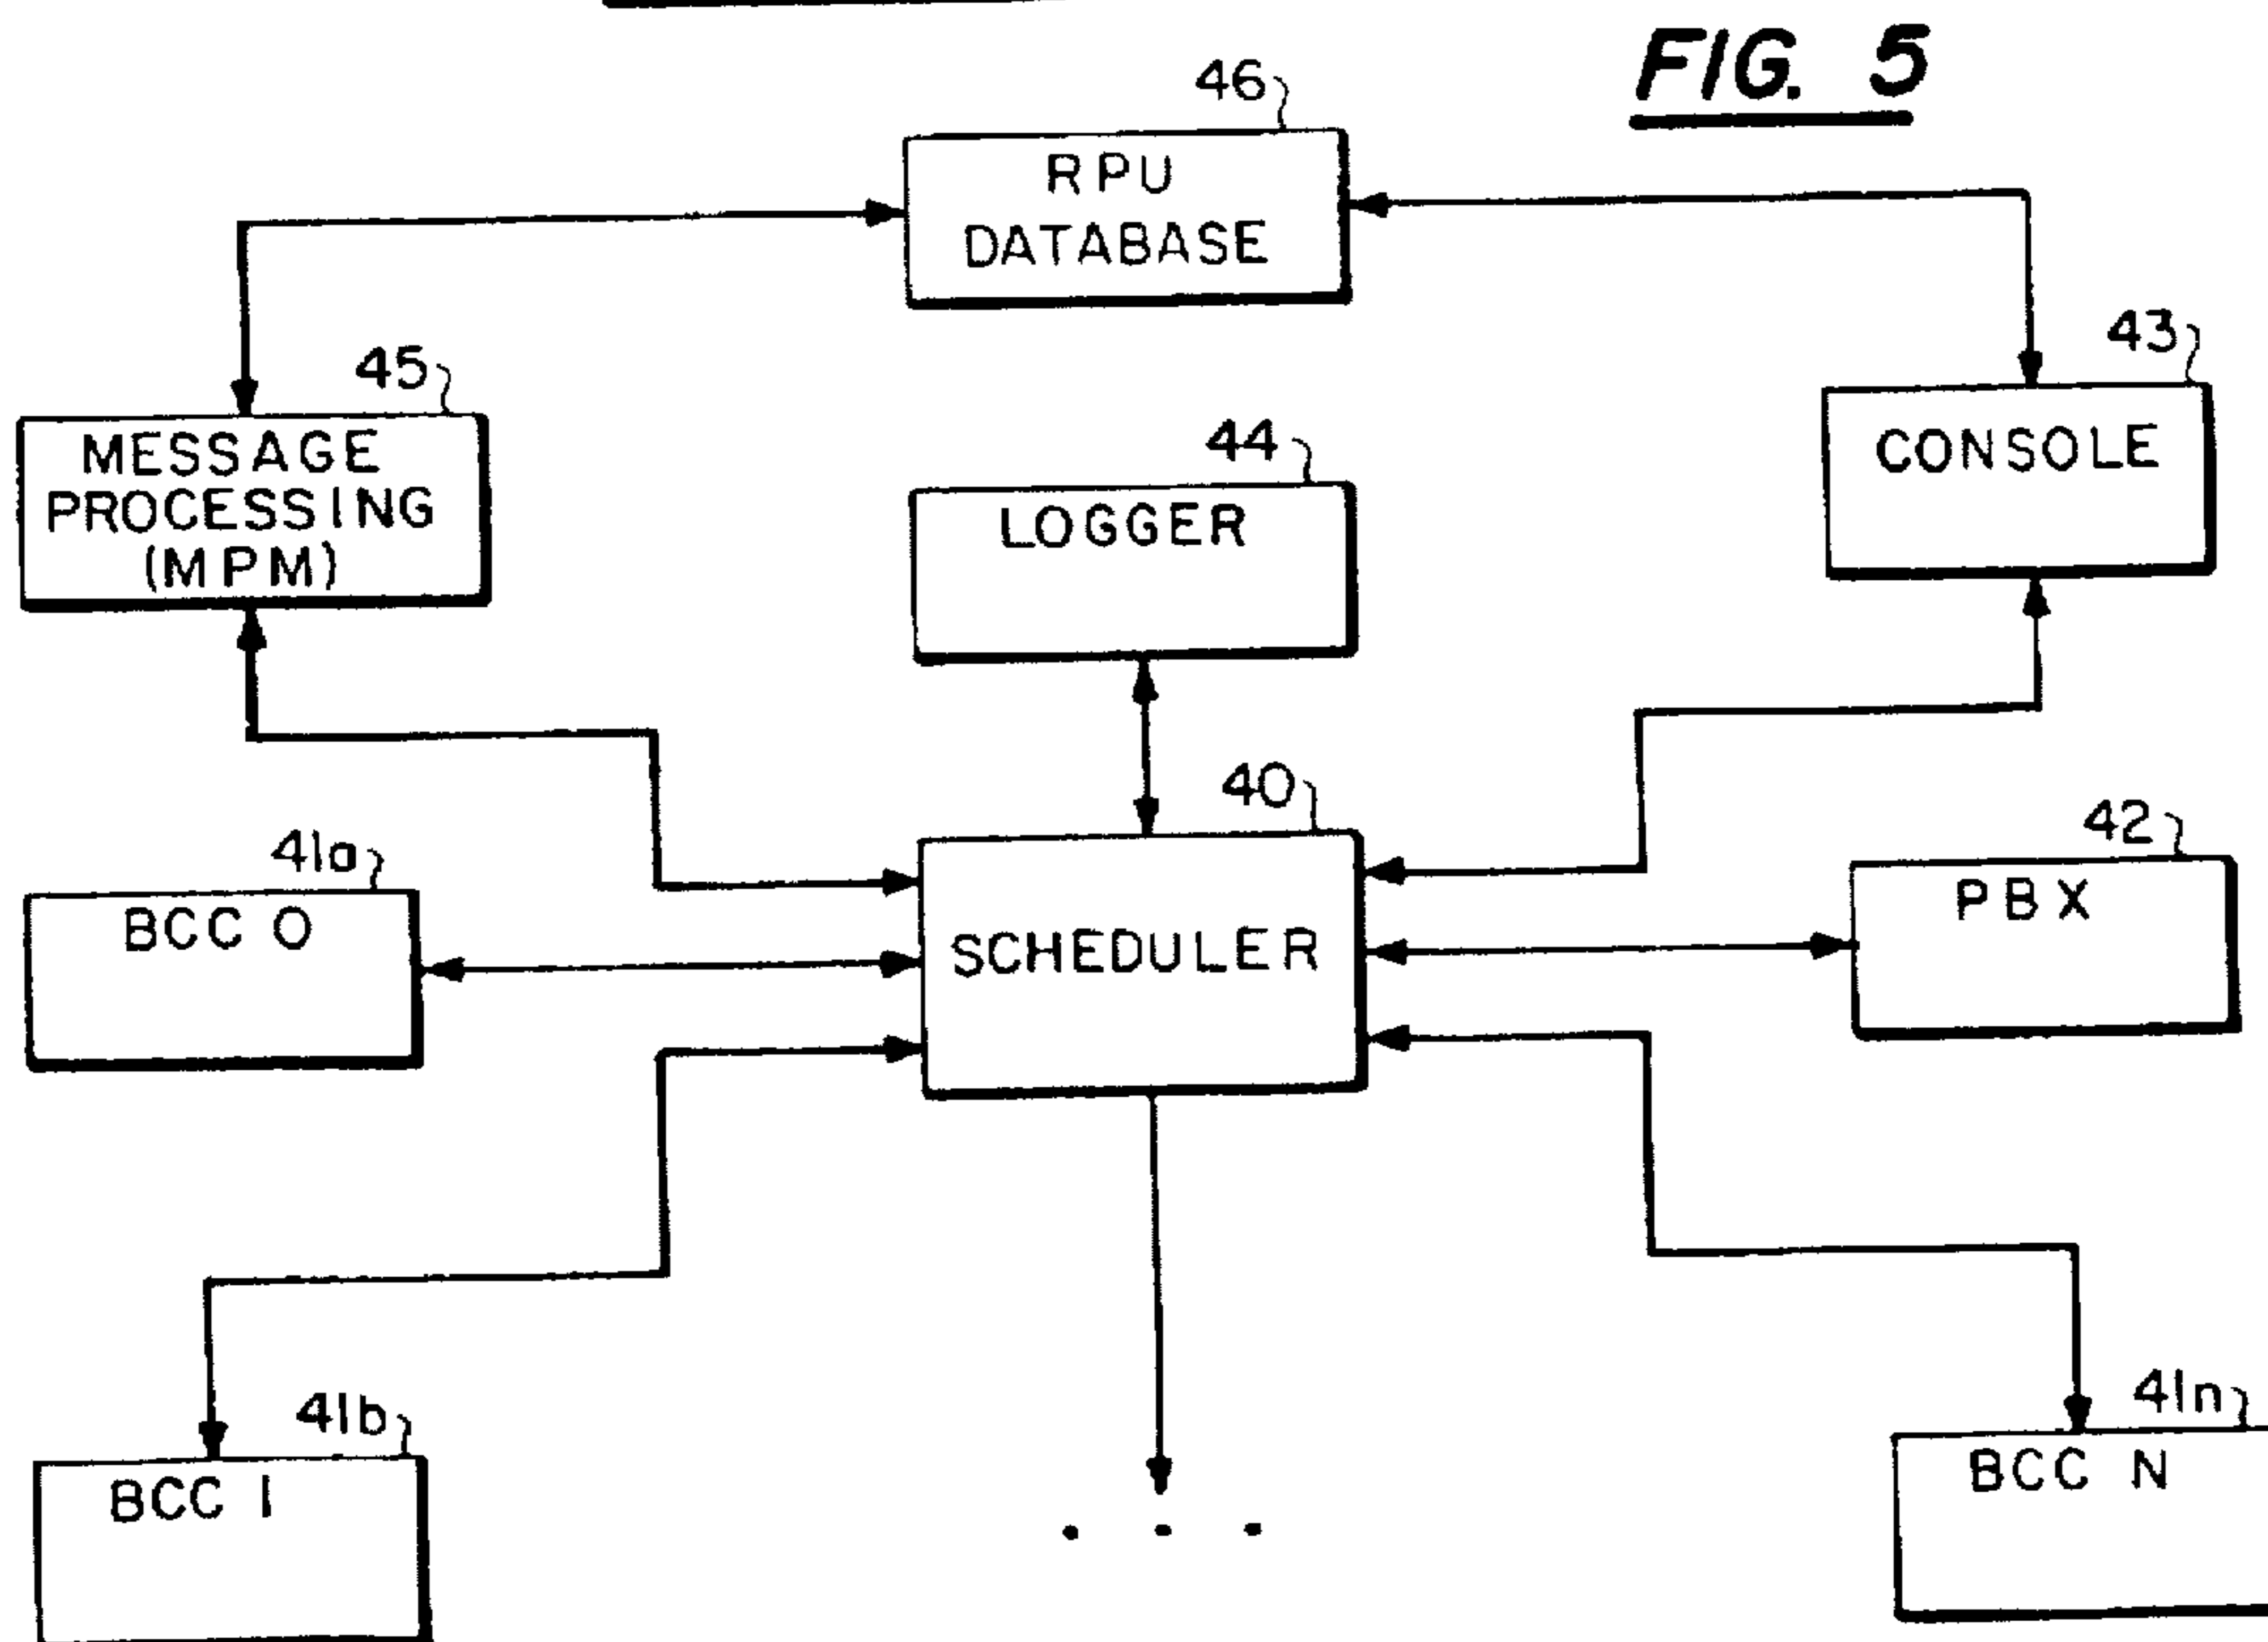 FIG. 5
46
RPU
DATABASE
45
MESSAGE
PROCESSING
(MPM)
44
LOGGER
43
CONSOLE
40
SCHEDULER
41a
BCC 0
42
PBX
41b
BCC 1
41n
BCC N